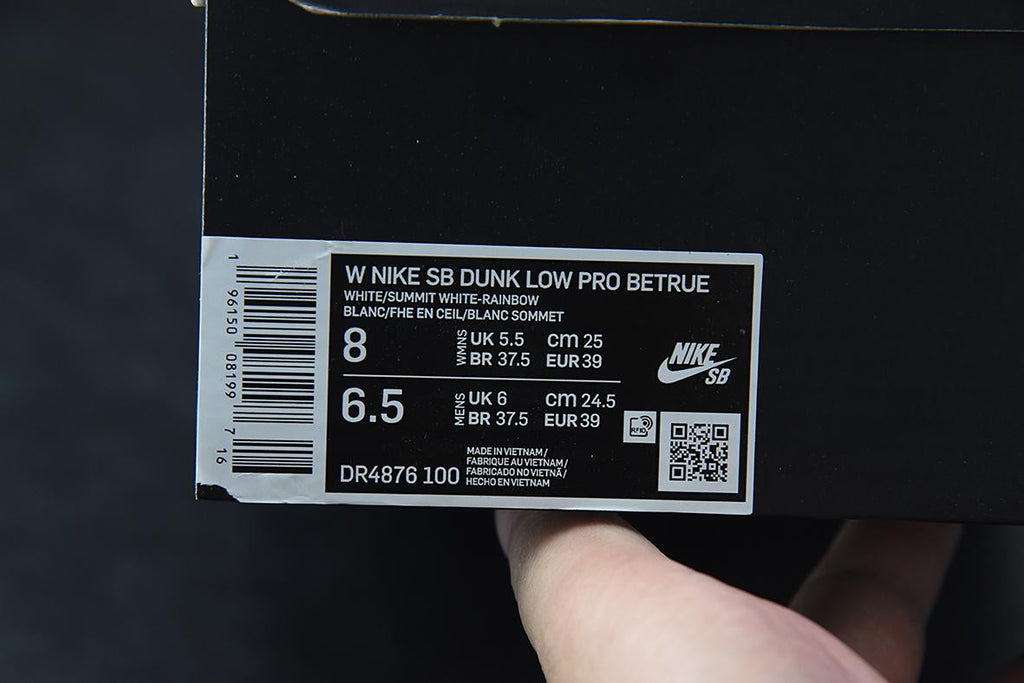 W NIKE SB DUNK LOW PRO BETRUE
WHITE/SUMMIT WHITE-RAINBOW
BLANC/FHE EN CEIL/BLANC SOMMET
8 WMNS UK 5.5 CM 25
BR 37.5 EUR 39
6.5 MENS UK 6 CM 24.5
BR 37.5 EUR 39
NIKE
SB
RFID
DR4876 100
MADE IN VIETNAM/
FABRIQUE AU VIETNAM/
FABRICADO NO VIETNÃ/
HECHO EN VIETNAM
1 96150 08199 7 16